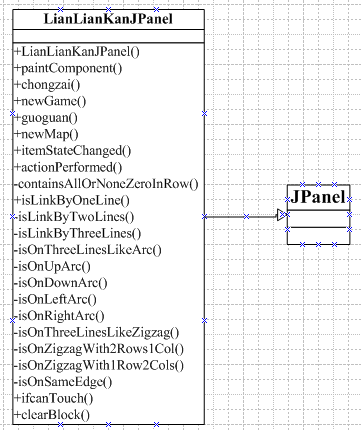 LianLianKanJPanel
+LianLianKanJPanel()
+paintComponent()
+chongzai()
+newGame()
+guoguan()
+newMap()
+itemStateChanged()
+actionPerformed()
-containsAllOrNoneZeroInRow()
+isLinkByOneLine()
-isLinkByTwoLines()
-isLinkByThreeLines()
-isOnThreeLinesLikeArc()
-isOnUpArc()
-isOnDownArc()
-isOnLeftArc()
-isOnRightArc()
-isOnThreeLinesLikeZigzag()
-isOnZigzagWith2Rows1Col()
-isOnZigzagWith1Row2Cols()
-isOnSameEdge()
+ifcanTouch()
+clearBlock()
JPanel